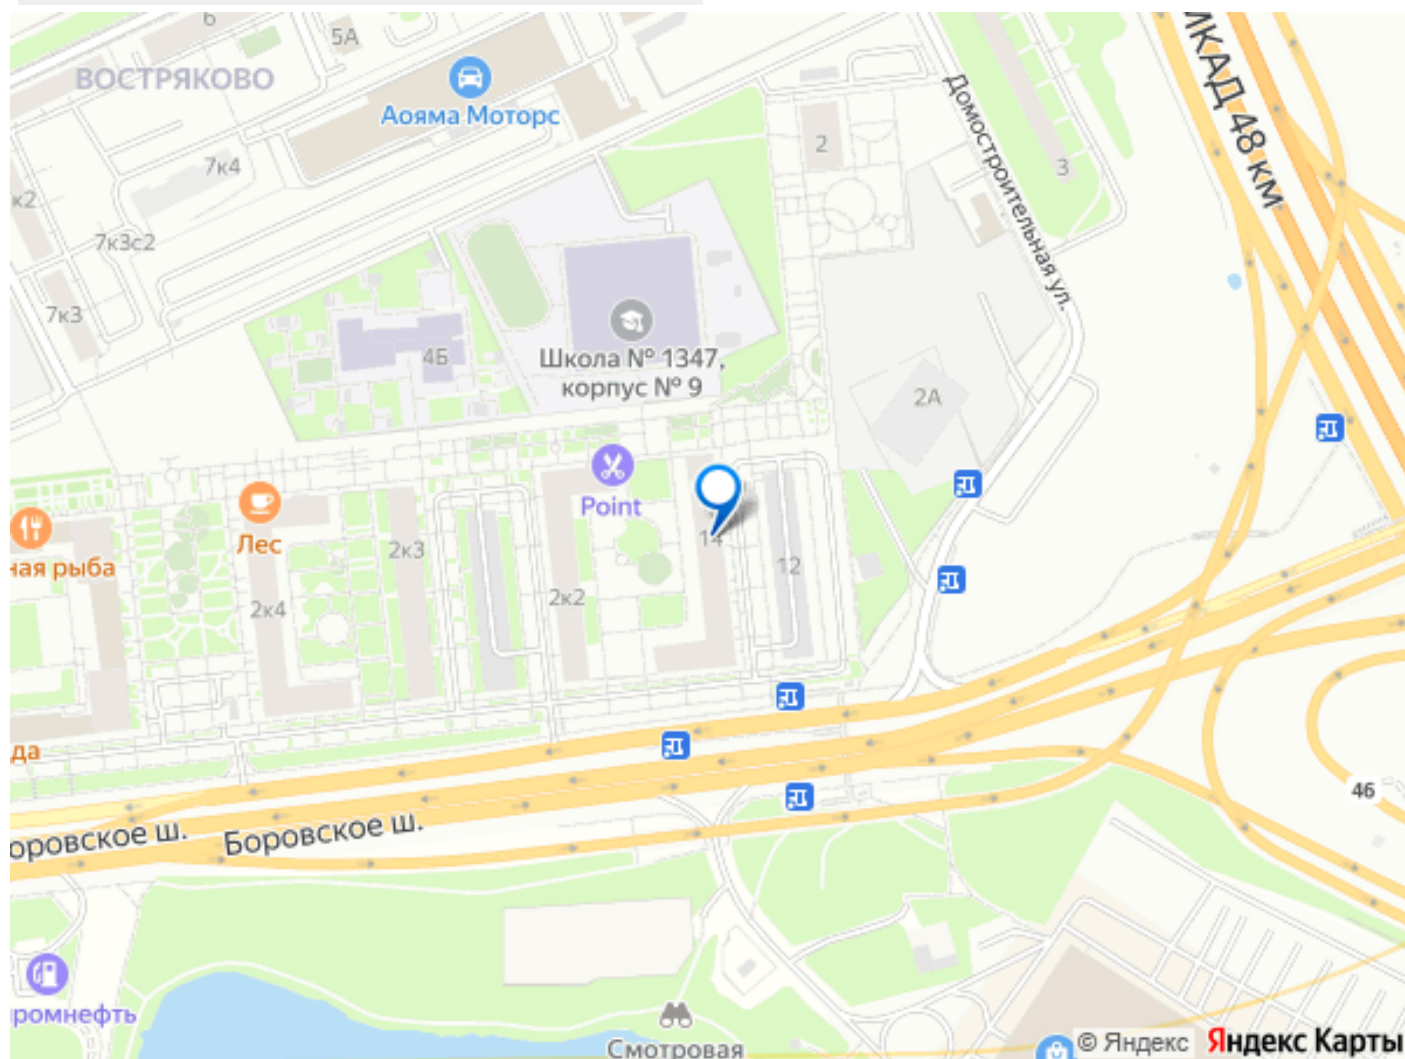 6
5А
ВОСТРЯКОВО
Аояма Моторс
МКАД 48 км
Домостроительная ул.
2
3
7к4
к2
7к3с2
7к3
4Б
Школа № 1347,
корпус № 9
2А
Point
Лес
ная рыба
2к3
14
12
2к2
2к4
да
46
оровское ш.
Боровское ш.
ромнефть
Смотровая
© Яндекс
Яндекс Карты